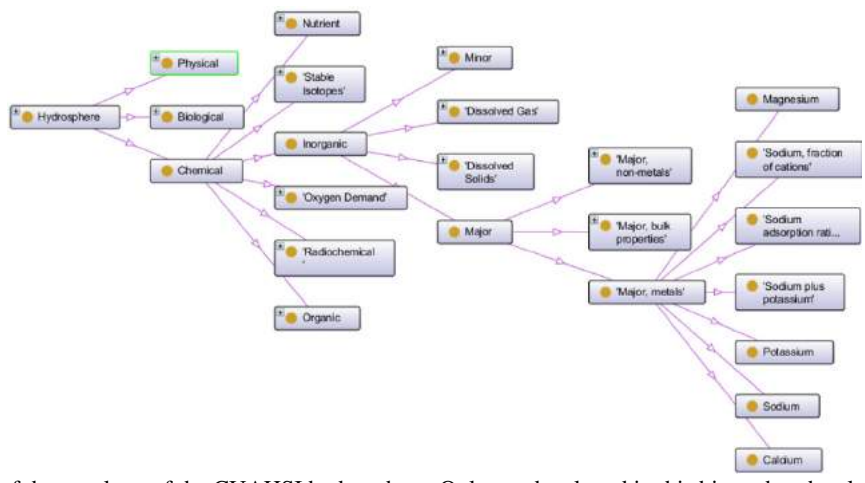 Nutrient
Physical
'Stable
Isotopes'
Minor
Magnesium
Hydrosphere
Biological
Inorganic
'Dissolved Gas'
'Sodium, fraction
of cations'
Chemical
'Dissolved
Solids'
'Major,
non-metals'
'Oxygen Demand'
'Sodium
adsorption rati...
Major
'Major, bulk
properties'
'Radiochemical
'
'Major, metals'
'Sodium plus
potassium'
Organic
Potassium
Sodium
Calcium